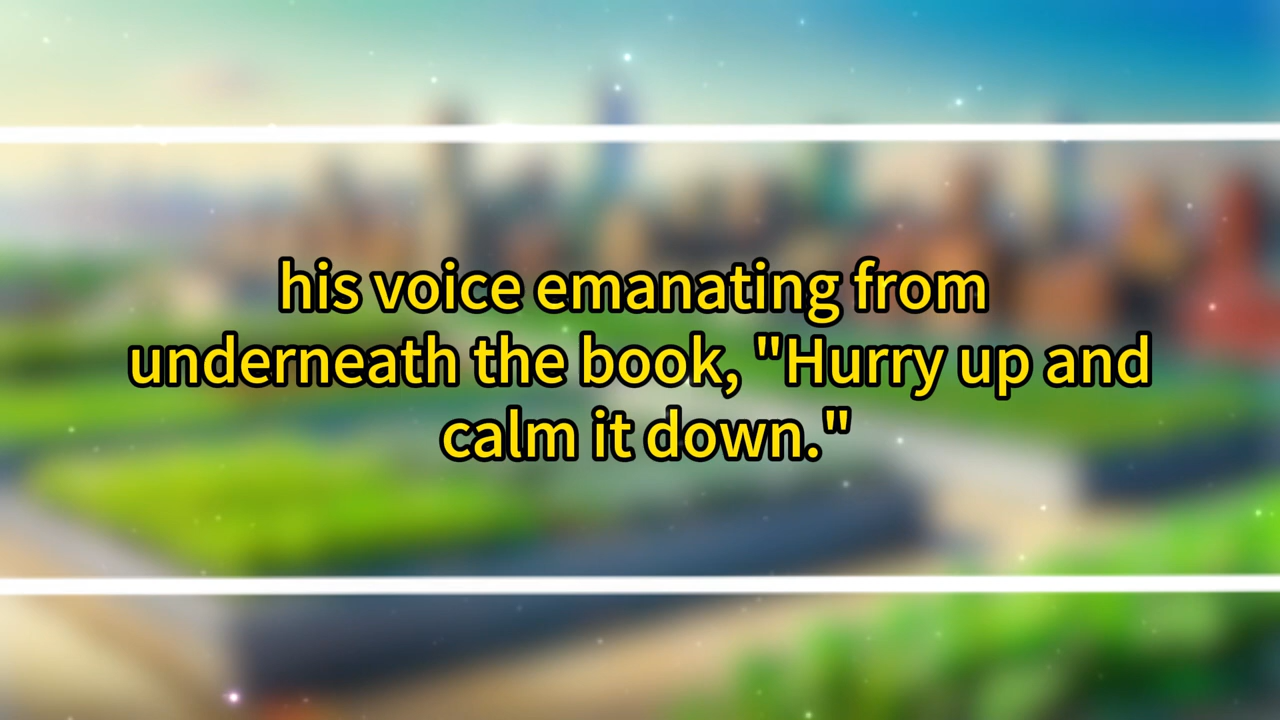 his voice emanating from
underneath the book, "Hurry up and
calm it down."